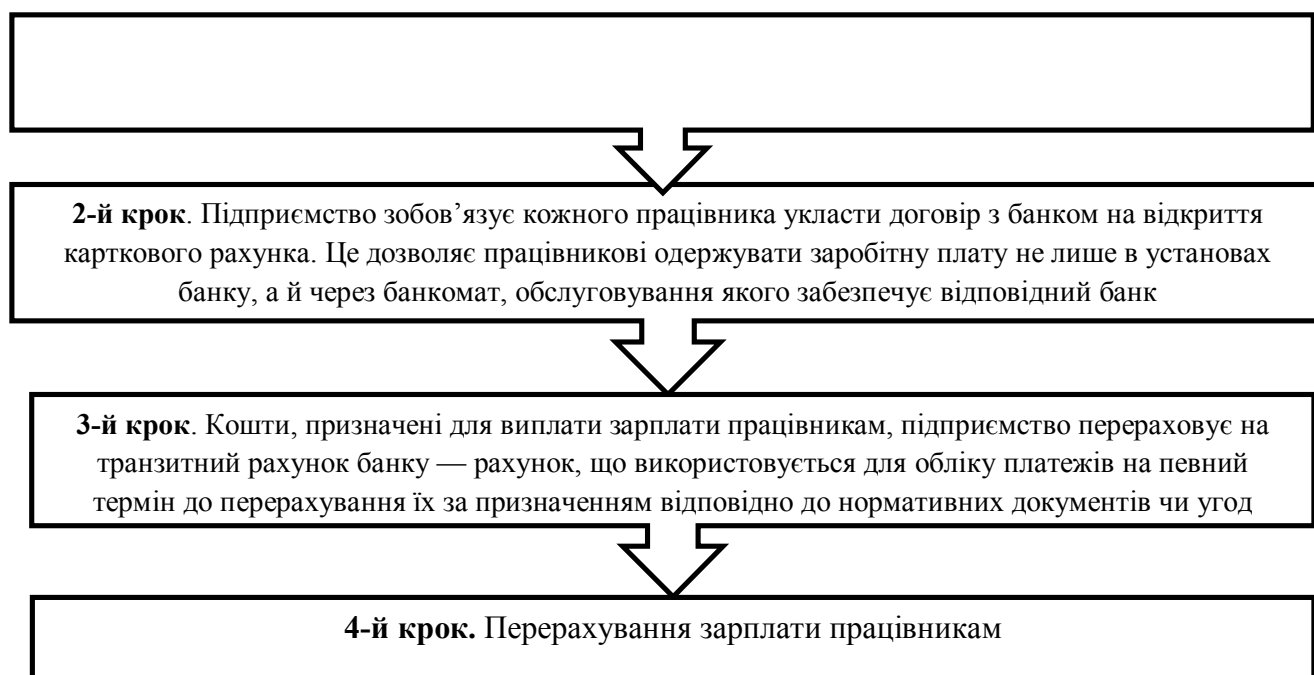 2-й крок. Підприємство зобов’язує кожного працівника укласти договір з банком на відкриття
карткового рахунка. Це дозволяє працівникові одержувати заробітну плату не лише в установах
банку, а й через банкомат, обслуговування якого забезпечує відповідний банк
3-й крок. Кошти, призначені для виплати зарплати працівникам, підприємство перераховує на
транзитний рахунок банку — рахунок, що використовується для обліку платежів на певний
термін до перерахування їх за призначенням відповідно до нормативних документів чи угод
4-й крок. Перерахування зарплати працівникам